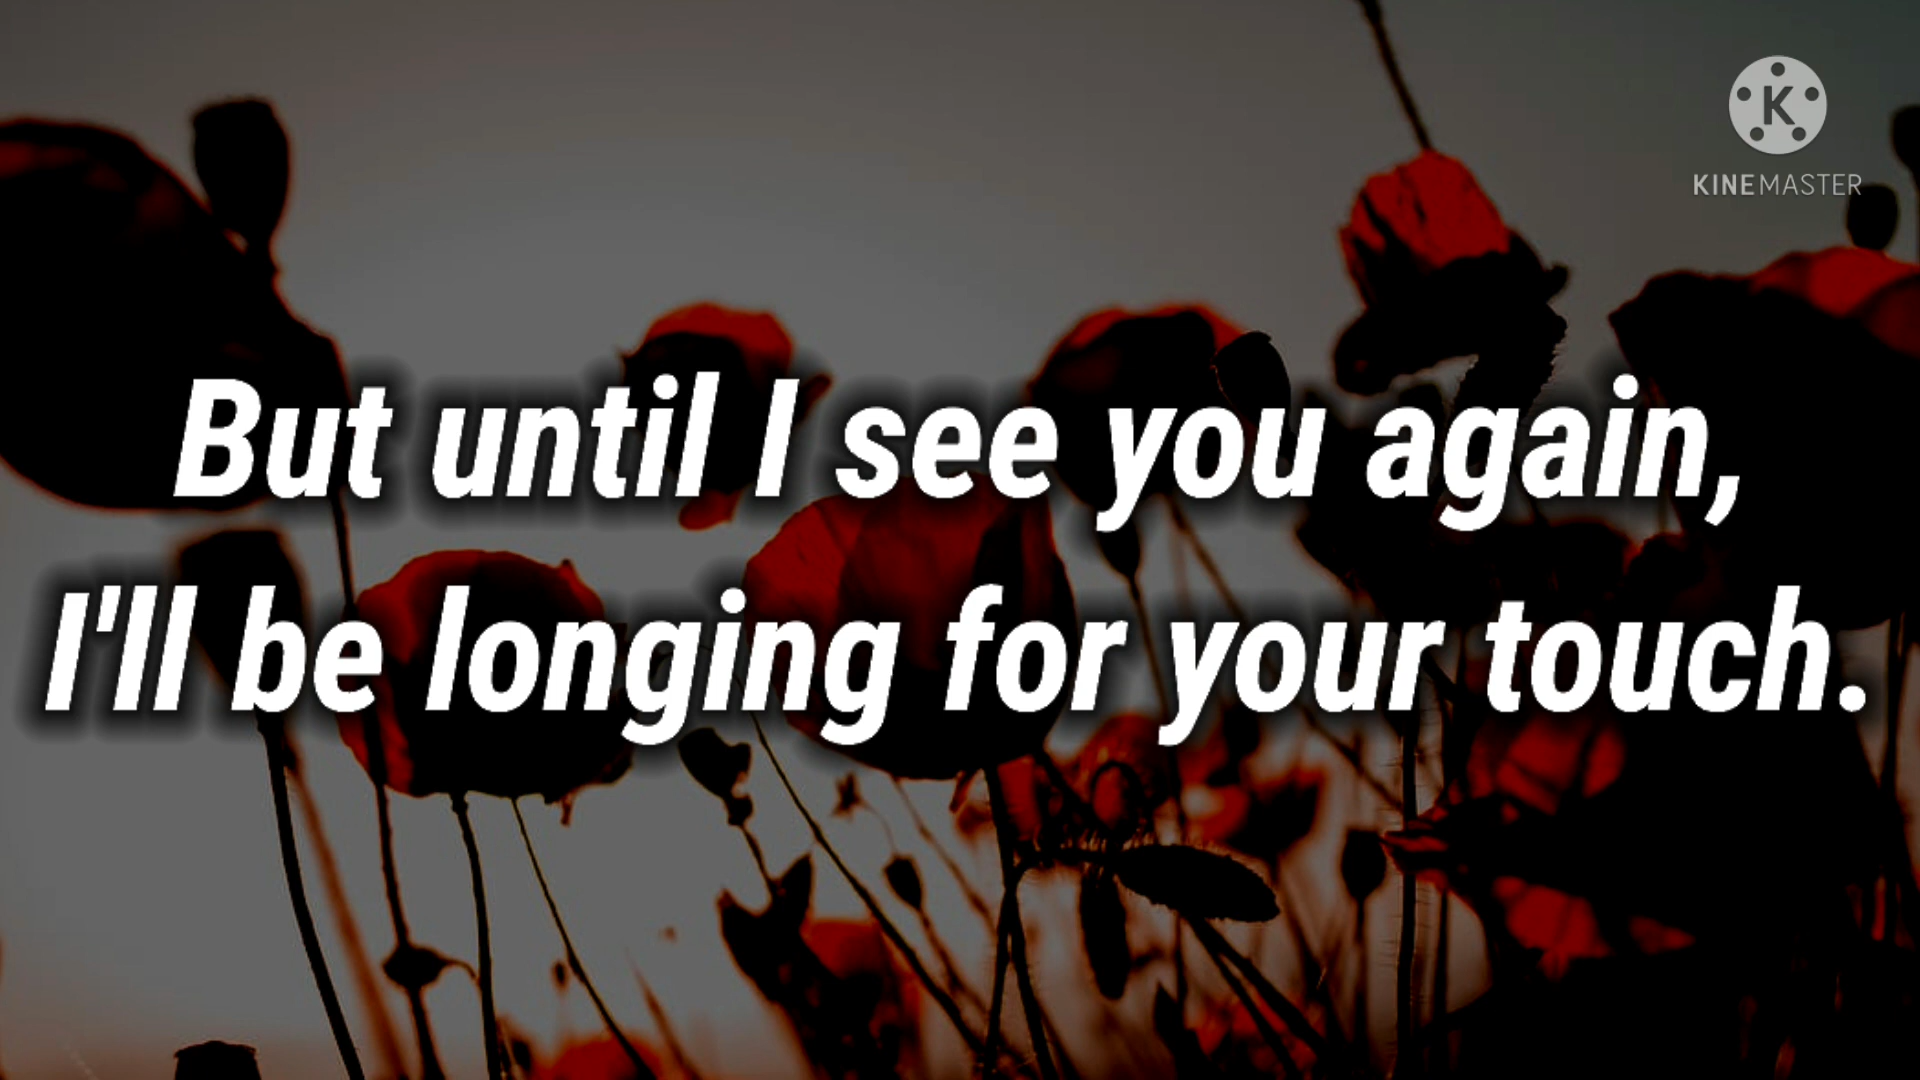 K
KINEMASTER
But until I see you again,
I'll be longing for your touch.